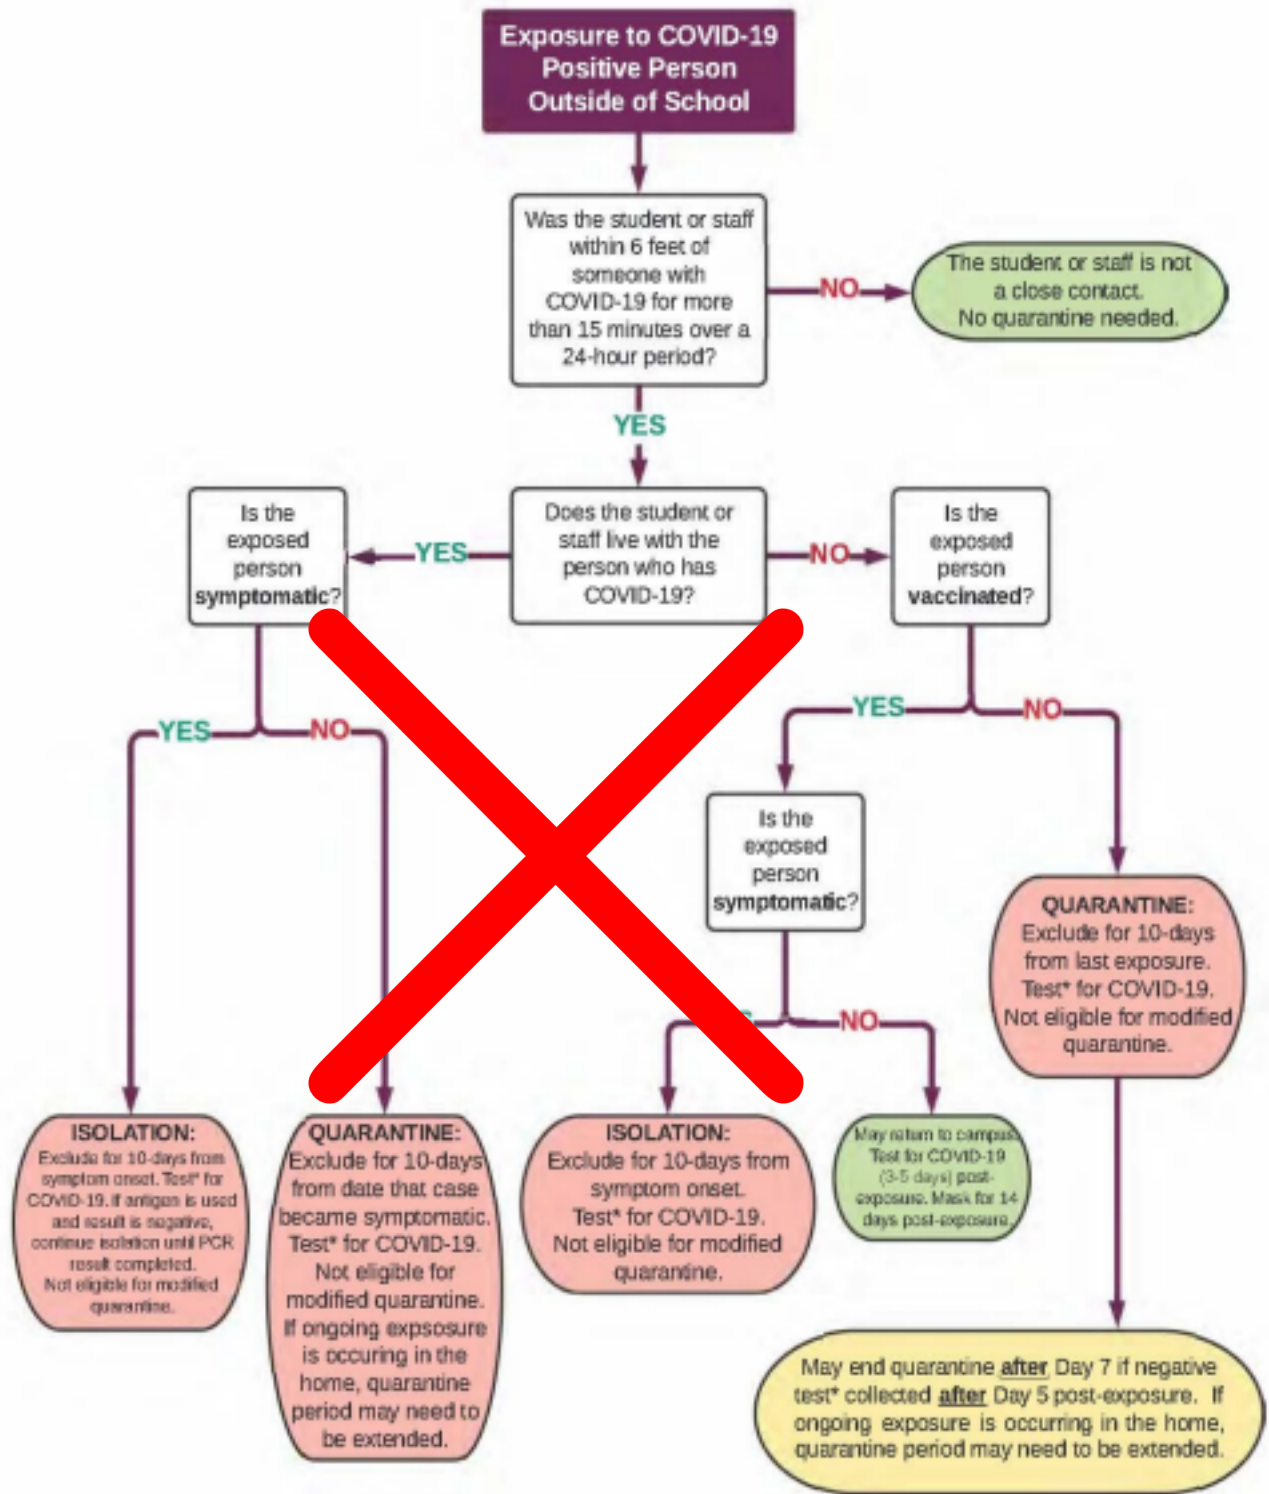 Exposure to COVID-19
Positive Person
Outside of School
Was the student or staff
within 6 feet of
someone with
COVID-19 for more
than 15 minutes over a
24-hour period?
NO
The student or staff is not
a close contact.
No quarantine needed.
YES
Is the
exposed
person
symptomatic?
YES
Does the student or
staff live with the
person who has
COVID-19?
NO
Is the
exposed
person
vaccinated?
YES
NO
YES
NO
Is the
exposed
person
symptomatic?
QUARANTINE:
Exclude for 10-days
from last exposure.
Test* for COVID-19.
Not eligible for modified
quarantine.
NO
ISOLATION:
Exclude for 10-days from
symptom onset. Test* for
COVID-19. If antigen is used
and result is negative,
continue isolation until PCR
result completed.
Not eligible for modified
quarantine.
QUARANTINE:
Exclude for 10-days
from date that case
became symptomatic.
Test* for COVID-19.
Not eligible for
modified quarantine.
If ongoing expsosure
is occuring in the
home, quarantine
period may need to
be extended.
ISOLATION:
Exclude for 10-days from
symptom onset.
Test* for COVID-19.
Not eligible for modified
quarantine.
May return to campus.
Test for COVID-19
(3-5 days) post-
exposure. Mask for 14
days post-exposure.
May end quarantine after Day 7 if negative
test* collected after Day 5 post-exposure. If
ongoing exposure is occurring in the home,
quarantine period may need to be extended.